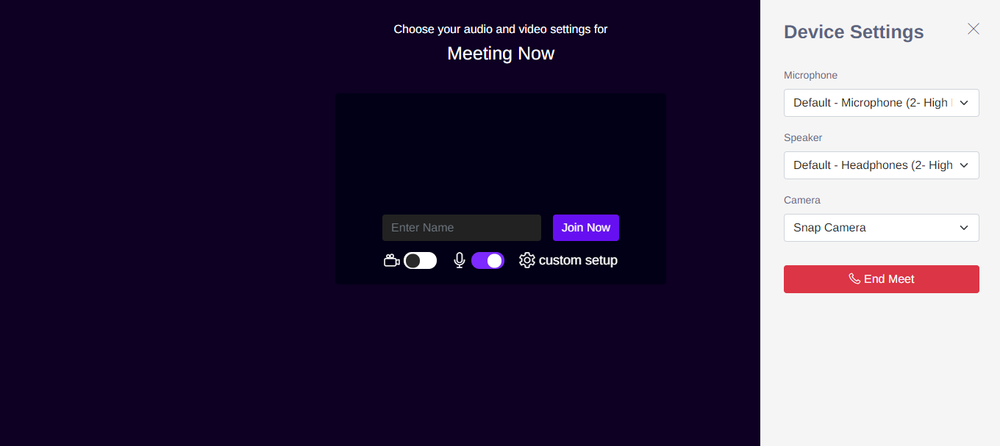 Choose your audio and video settings for
Meeting Now
Enter Name
Join Now
custom setup
Device Settings
Microphone
Default - Microphone (2- High
Speaker
Default - Headphones (2- High
Camera
Snap Camera
End Meet